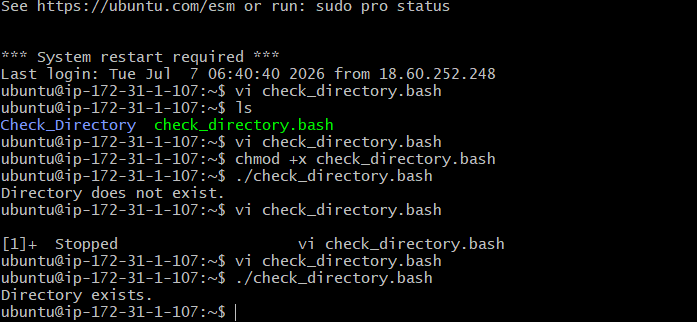 See https://ubuntu.com/esm or run: sudo pro status
*** System restart required ***
Last login: Tue Jul  7 06:40:40 2026 from 18.60.252.248
ubuntu@ip-172-31-1-107:~$ vi check_directory.bash
ubuntu@ip-172-31-1-107:~$ ls
Check_Directory  check_directory.bash
ubuntu@ip-172-31-1-107:~$ vi check_directory.bash
ubuntu@ip-172-31-1-107:~$ chmod +x check_directory.bash
ubuntu@ip-172-31-1-107:~$ ./check_directory.bash
Directory does not exist.
ubuntu@ip-172-31-1-107:~$ vi check_directory.bash
[1]+  Stopped                 vi check_directory.bash
ubuntu@ip-172-31-1-107:~$ vi check_directory.bash
ubuntu@ip-172-31-1-107:~$ ./check_directory.bash
Directory exists.
ubuntu@ip-172-31-1-107:~$